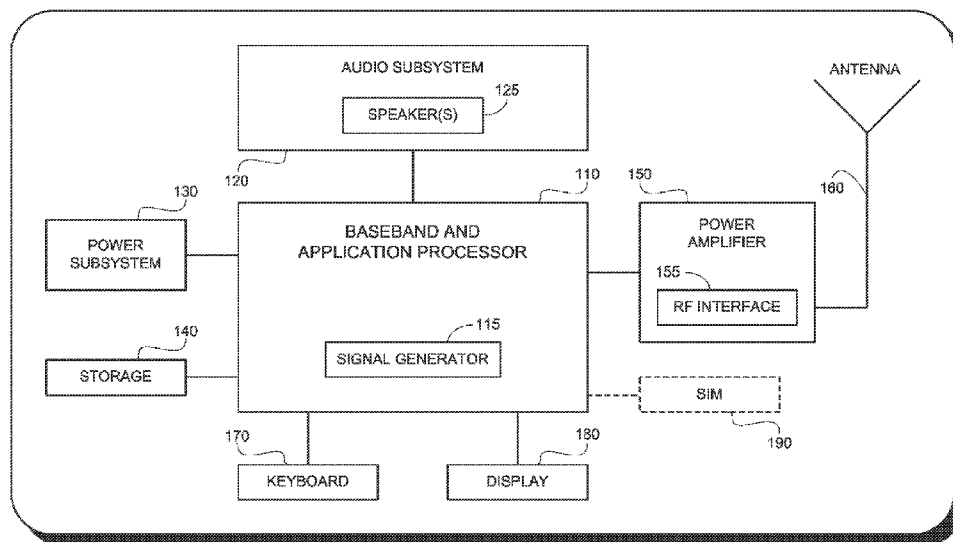 AUDIO SUBSYSTEM
SPEAKER(S)
125
ANTENNA
120
110
150
160
130
POWER
SUBSYSTEM
BASEBAND AND
APPLICATION PROCESSOR
POWER
AMPLIFIER
155
RF INTERFACE
115
SIGNAL GENERATOR
140
STORAGE
SIM
190
170
KEYBOARD
180
DISPLAY